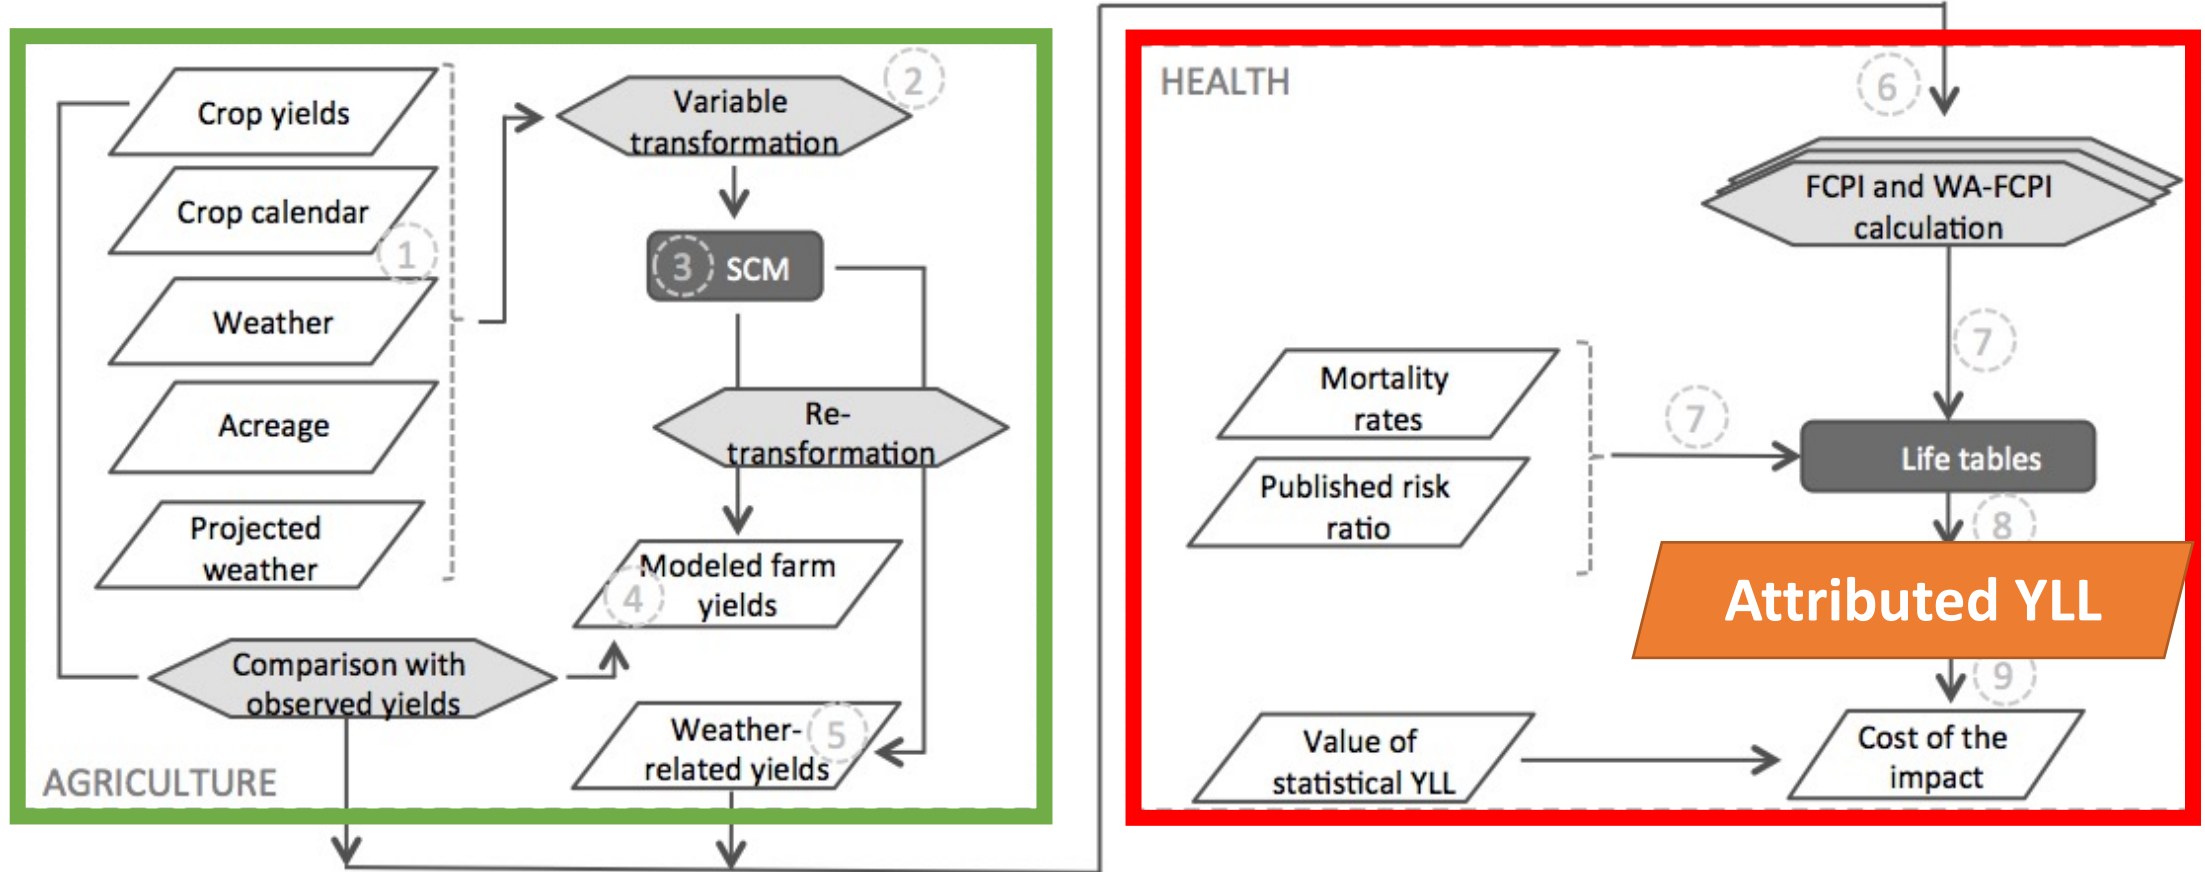 Crop yields
Crop calendar
1
Weather
Acreage
Projected
weather
Variable
transformation
2
3 SCM
Re-
transformation
Modeled farm
yields
4
Comparison with
observed yields
Weather-
related yields
5
AGRICULTURE
HEALTH
6
FCPI and WA-FCPI
calculation
7
Mortality
rates
Published risk
ratio
7
Life tables
8
Attributed YLL
9
Value of
statistical YLL
Cost of the
impact